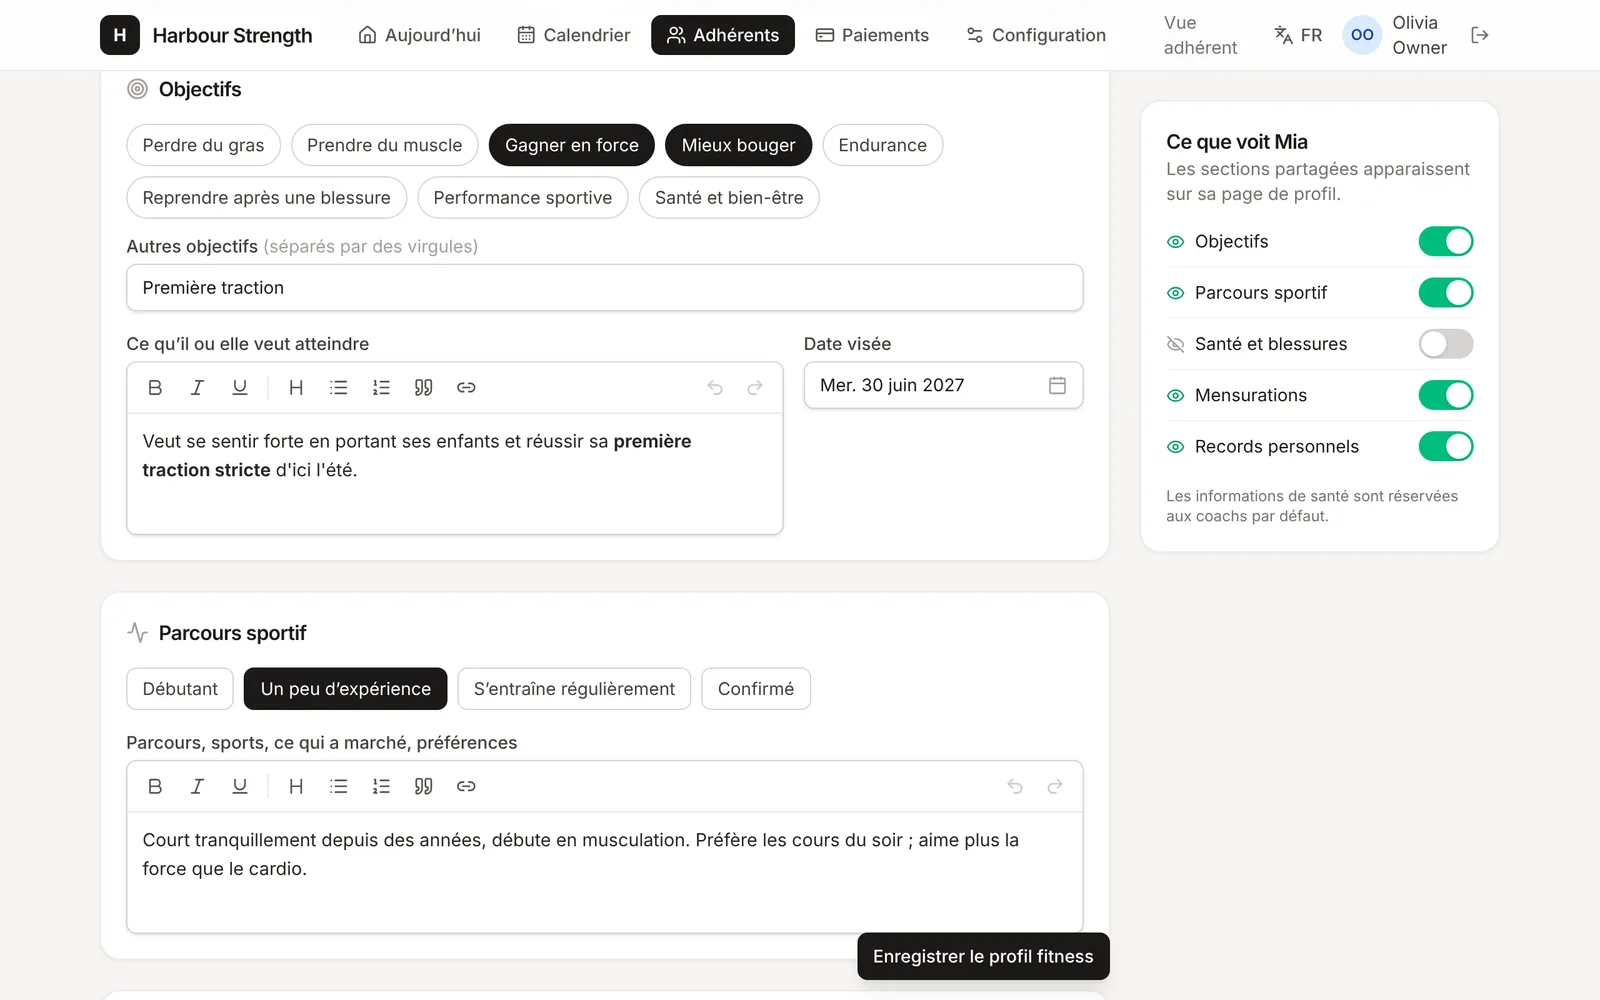 H Harbour Strength Aujourd’hui Calendrier Adhérents Paiements Configuration Vue adhérent FR OO Olivia Owner
Objectifs
Perdre du gras Prendre du muscle Gagner en force Mieux bouger Endurance
Reprendre après une blessure Performance sportive Santé et bien-être
Autres objectifs (séparés par des virgules)
Première traction
Ce qu’il ou elle veut atteindre
B I U H
Veut se sentir forte en portant ses enfants et réussir sa première
traction stricte d'ici l'été.
Date visée
Mer. 30 juin 2027
Parcours sportif
Débutant Un peu d’expérience S’entraîne régulièrement Confirmé
Parcours, sports, ce qui a marché, préférences
B I U H
Court tranquillement depuis des années, débute en musculation. Préfère les cours du soir ; aime plus la
force que le cardio.
Enregistrer le profil fitness
Ce que voit Mia
Les sections partagées apparaissent
sur sa page de profil.
Objectifs
Parcours sportif
Santé et blessures
Mensurations
Records personnels
Les informations de santé sont réservées
aux coachs par défaut.